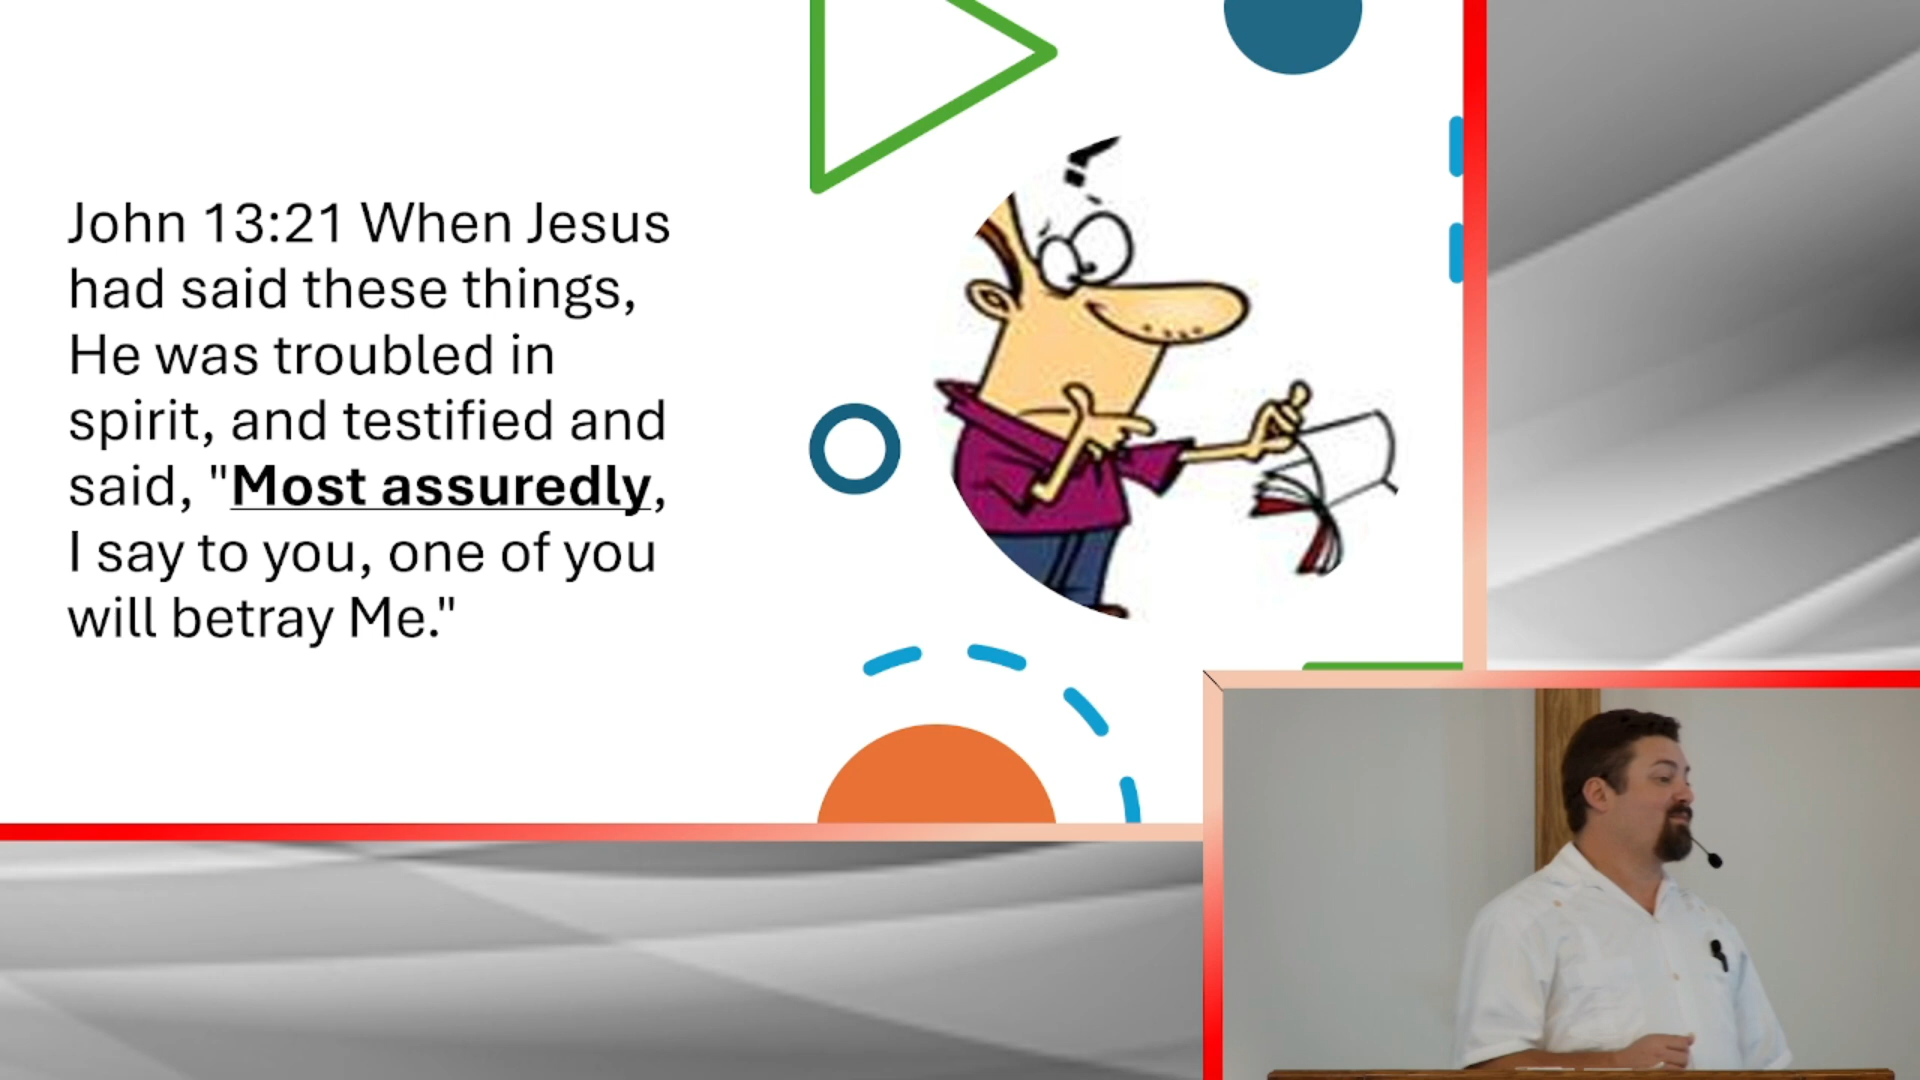 John 13:21 When Jesus
had said these things,
He was troubled in
spirit, and testified and
said, "Most assuredly,
I say to you, one of you
will betray Me."